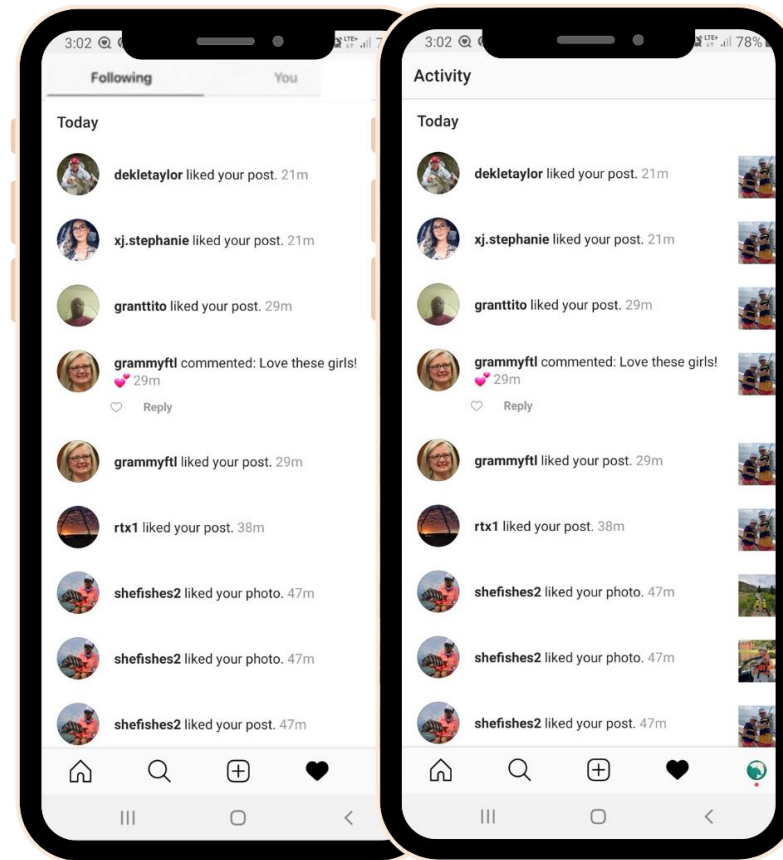 3:02
Following You
Today
dekletaylor liked your post. 21m
xj.stephanie liked your post. 21m
granttito liked your post. 29m
grammyftl commented: Love these girls!
💕 29m
Reply
grammyftl liked your post. 29m
rtx1 liked your post. 38m
shefishes2 liked your photo. 47m
shefishes2 liked your photo. 47m
shefishes2 liked your post. 47m
3:02 LTE+ 78%
Activity
Today
dekletaylor liked your post. 21m
xj.stephanie liked your post. 21m
granttito liked your post. 29m
grammyftl commented: Love these girls!
💕 29m
Reply
grammyftl liked your post. 29m
rtx1 liked your post. 38m
shefishes2 liked your photo. 47m
shefishes2 liked your photo. 47m
shefishes2 liked your post. 47m